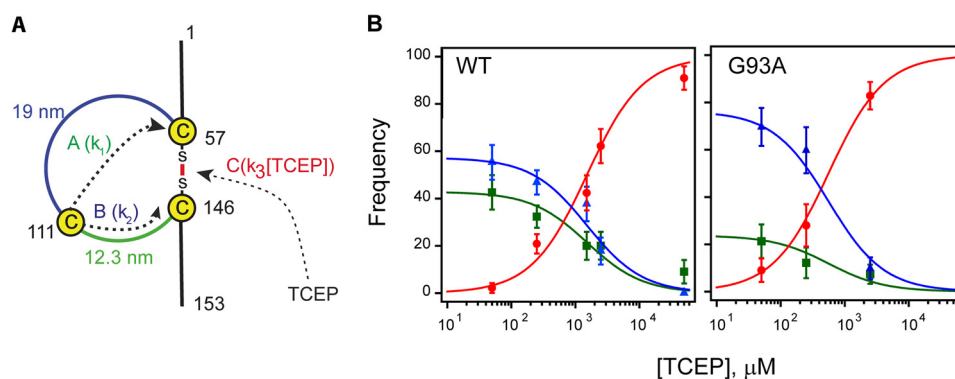 A
1
19 nm
C
A (k₁)
57
S
C(k₃[TCEP])
S
B (k₂)
C
C
146
111
12.3 nm
TCEP
153
B
WT
G93A
Frequency
100
80
60
40
20
0
10¹ 10² 10³ 10⁴
10¹ 10² 10³ 10⁴
[TCEP], μM